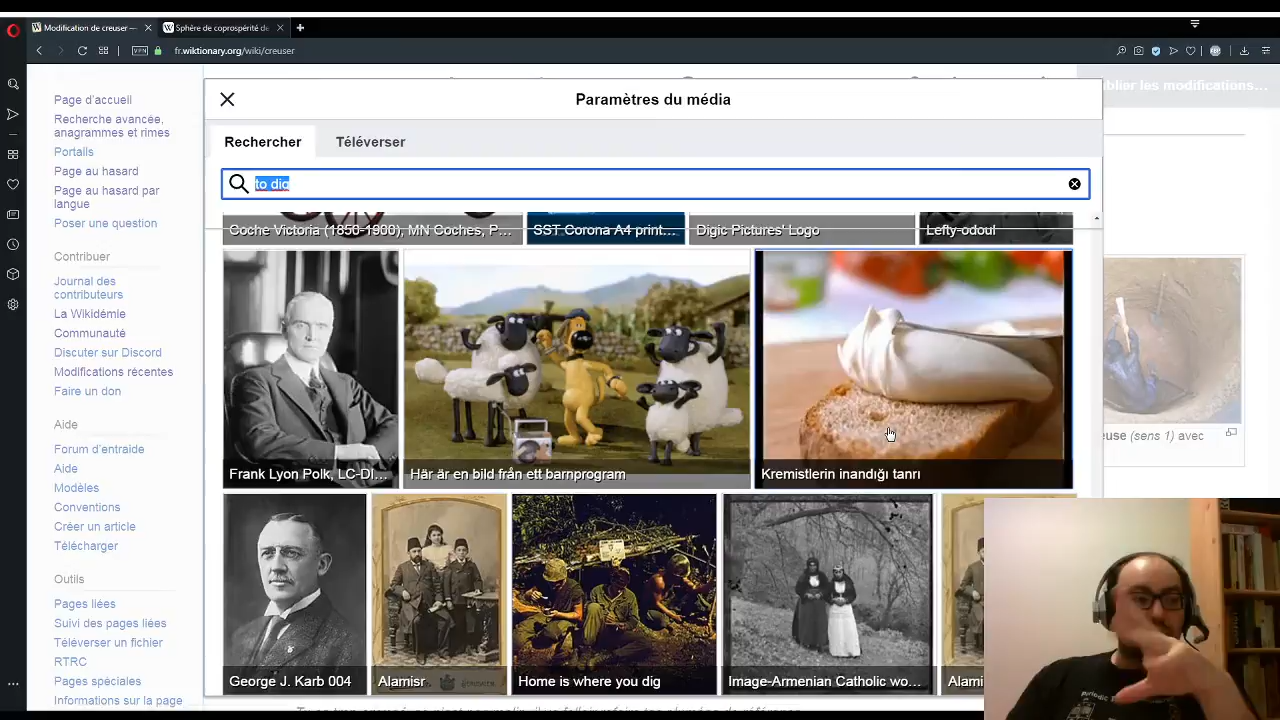 Modification de creuser —
Sphère de coprospérité de
VPN
fr.wiktionary.org/wiki/creuser
Page d'accueil
Recherche avancée,
anagrammes et rimes
Portails
Page au hasard
Page au hasard par
langue
Poser une question
Contribuer
Journal des
contributeurs
La Wikidémie
Communauté
Discuter sur Discord
Modifications récentes
Faire un don
Aide
Forum d'entraide
Aide
Modèles
Conventions
Créer un article
Télécharger
Outils
Pages liées
Suivi des pages liées
Téléverser un fichier
RTRC
Pages spéciales
Informations sur la page
Paramètres du média
ublier les modifications...
Rechercher
Téléverser
to dig
Coche Victoria (1850-1900), MN Coches, P...
SST Corona A4 print...
Digic Pictures' Logo
Lefty-odoul
Frank Lyon Polk, LC-DI...
Här är en bild från ett barnprogram
Kremistlerin inandığı tanrı
euse (sens 1) avec
George J. Karb 004
Alamisr
Home is where you dig
Image-Armenian Catholic wo...
Alami